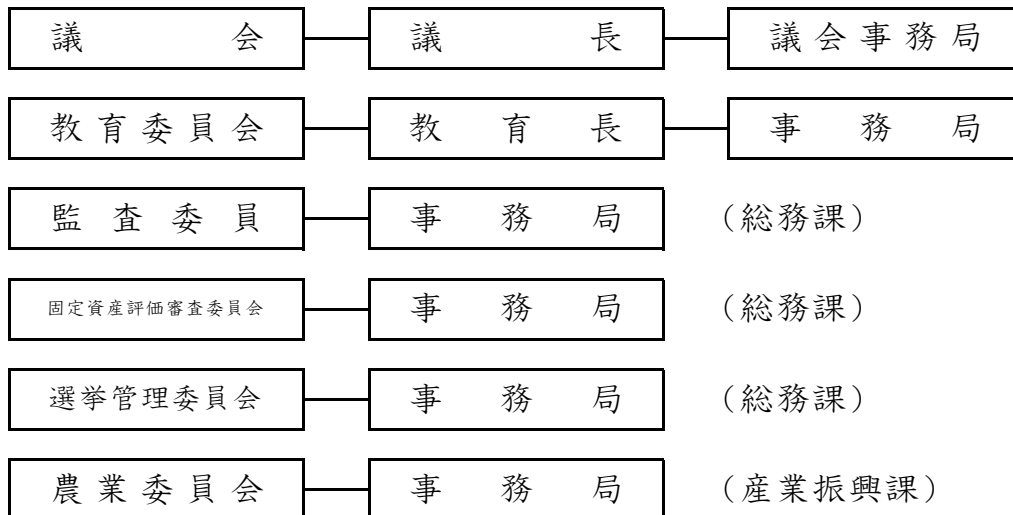 議会 議長 議会事務局
教育委員会 教育長 事務局
監査委員 事務局 (総務課)
固定資産評価審査委員会 事務局 (総務課)
選挙管理委員会 事務局 (総務課)
農業委員会 事務局 (産業振興課)